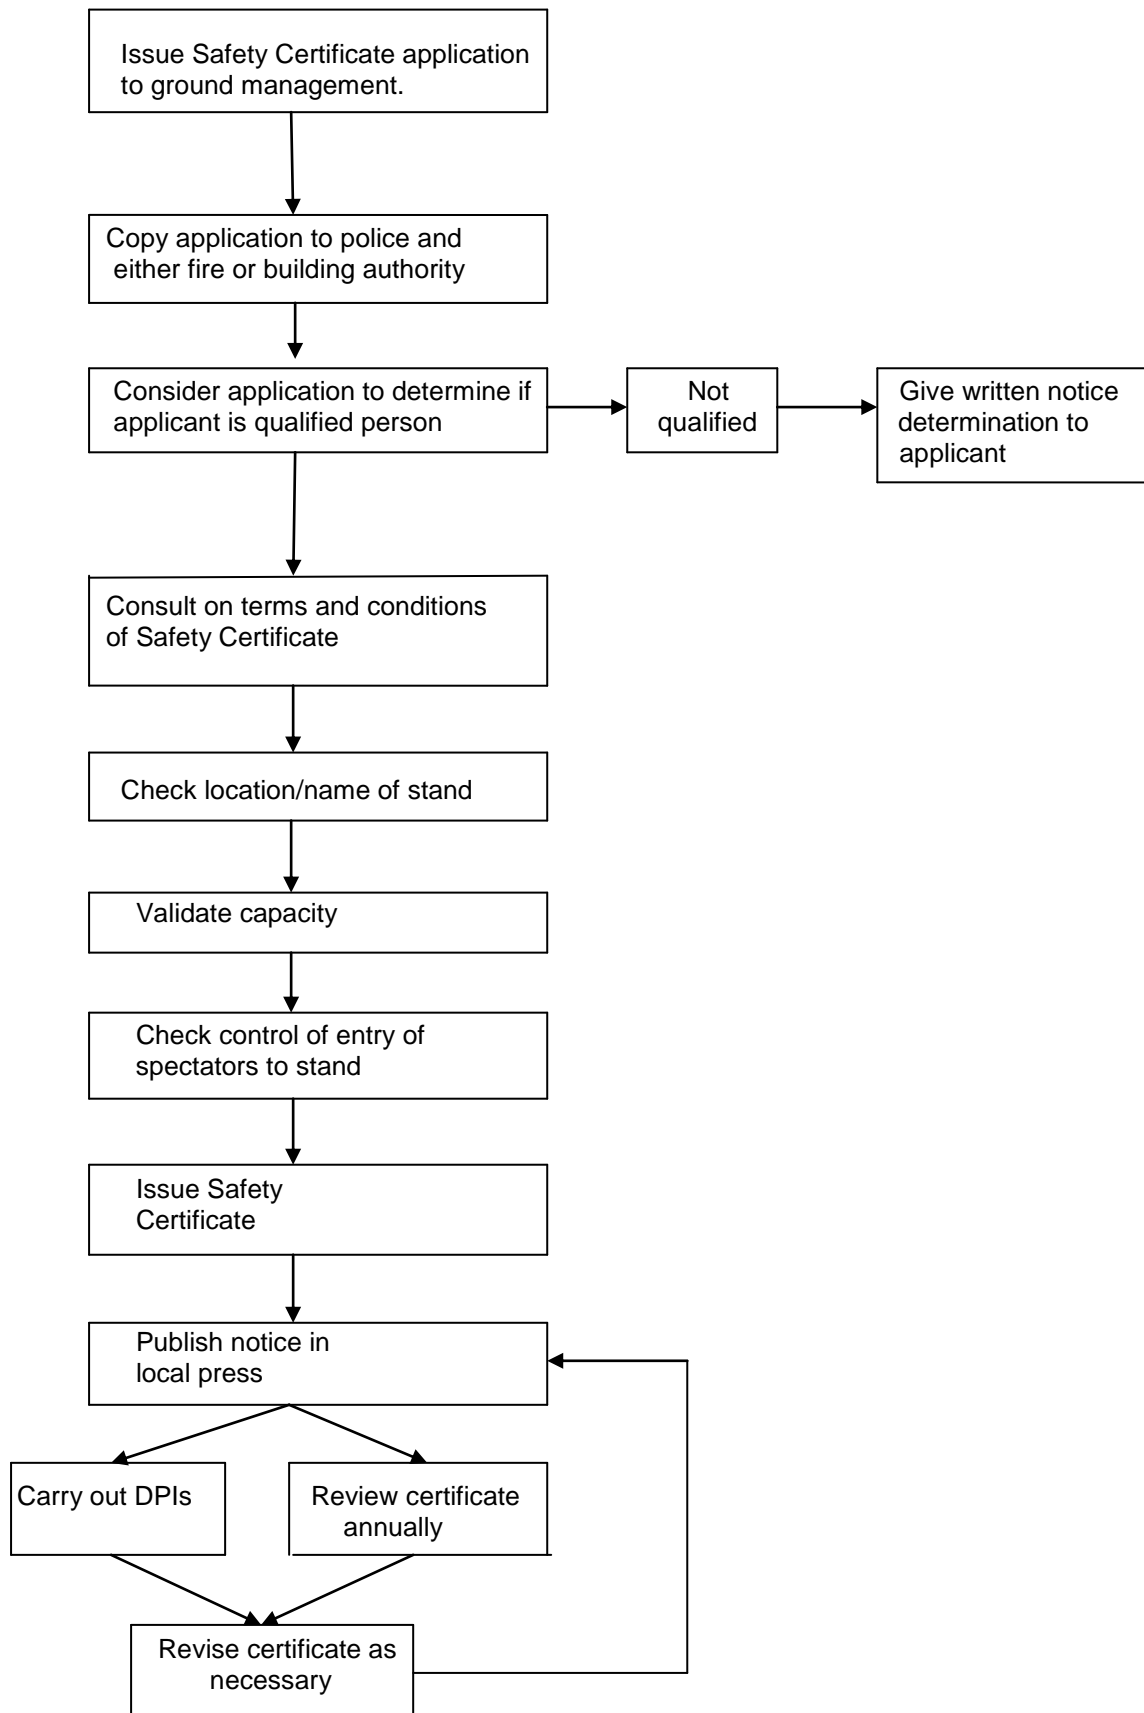 Issue Safety Certificate application
to ground management.
Copy application to police and
either fire or building authority
Consider application to determine if
applicant is qualified person
Not
qualified
Give written notice
determination to
applicant
Consult on terms and conditions
of Safety Certificate
Check location/name of stand
Validate capacity
Check control of entry of
spectators to stand
Issue Safety
Certificate
Publish notice in
local press
Carry out DPIs
Review certificate
annually
Revise certificate as
necessary